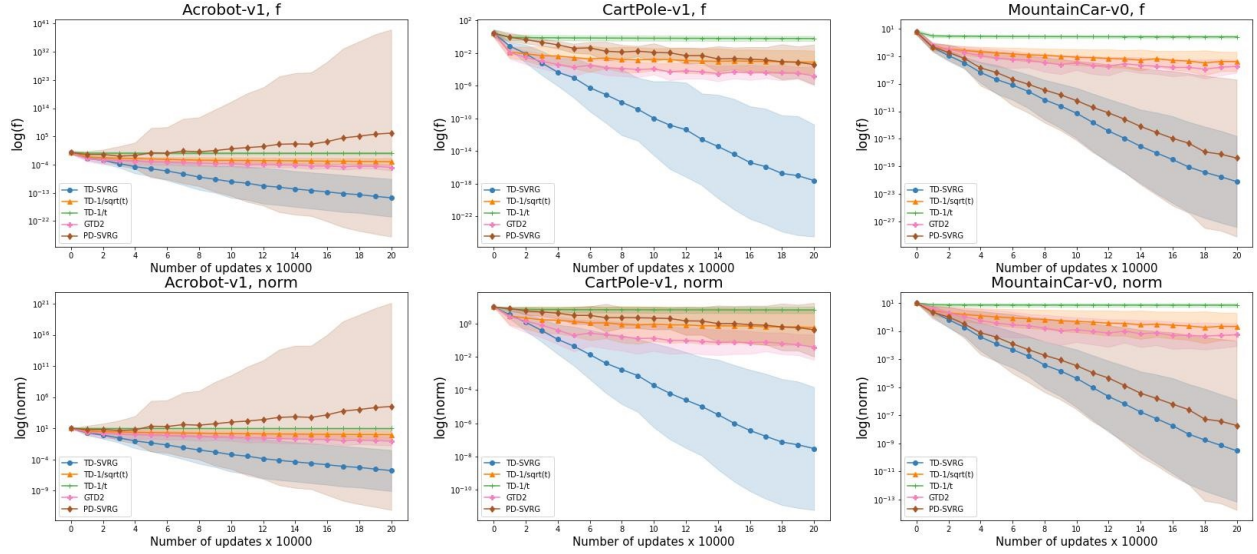 Acrobot-v1, f
log(f)
10^41
10^32
10^23
10^14
10^5
10^-4
10^-13
10^-22
TD-SVRG
TD-1/sqrt(t)
TD-1/t
GTD2
PD-SVRG
0 2 4 6 8 10 12 14 16 18 20
Number of updates x 10000
CartPole-v1, f
log(f)
10^2
10^-2
10^-6
10^-10
10^-14
10^-18
10^-22
TD-SVRG
TD-1/sqrt(t)
TD-1/t
GTD2
PD-SVRG
0 2 4 6 8 10 12 14 16 18 20
Number of updates x 10000
MountainCar-v0, f
log(f)
10^1
10^-3
10^-7
10^-11
10^-15
10^-19
10^-23
10^-27
TD-SVRG
TD-1/sqrt(t)
TD-1/t
GTD2
PD-SVRG
0 2 4 6 8 10 12 14 16 18 20
Number of updates x 10000
Acrobot-v1, norm
log(norm)
10^21
10^16
10^11
10^6
10^1
10^-4
10^-9
TD-SVRG
TD-1/sqrt(t)
TD-1/t
GTD2
PD-SVRG
0 2 4 6 8 10 12 14 16 18 20
Number of updates x 10000
CartPole-v1, norm
log(norm)
10^0
10^-2
10^-4
10^-6
10^-8
10^-10
TD-SVRG
TD-1/sqrt(t)
TD-1/t
GTD2
PD-SVRG
0 2 4 6 8 10 12 14 16 18 20
Number of updates x 10000
MountainCar-v0, norm
log(norm)
10^1
10^-1
10^-3
10^-5
10^-7
10^-9
10^-11
10^-13
TD-SVRG
TD-1/sqrt(t)
TD-1/t
GTD2
PD-SVRG
0 2 4 6 8 10 12 14 16 18 20
Number of updates x 10000